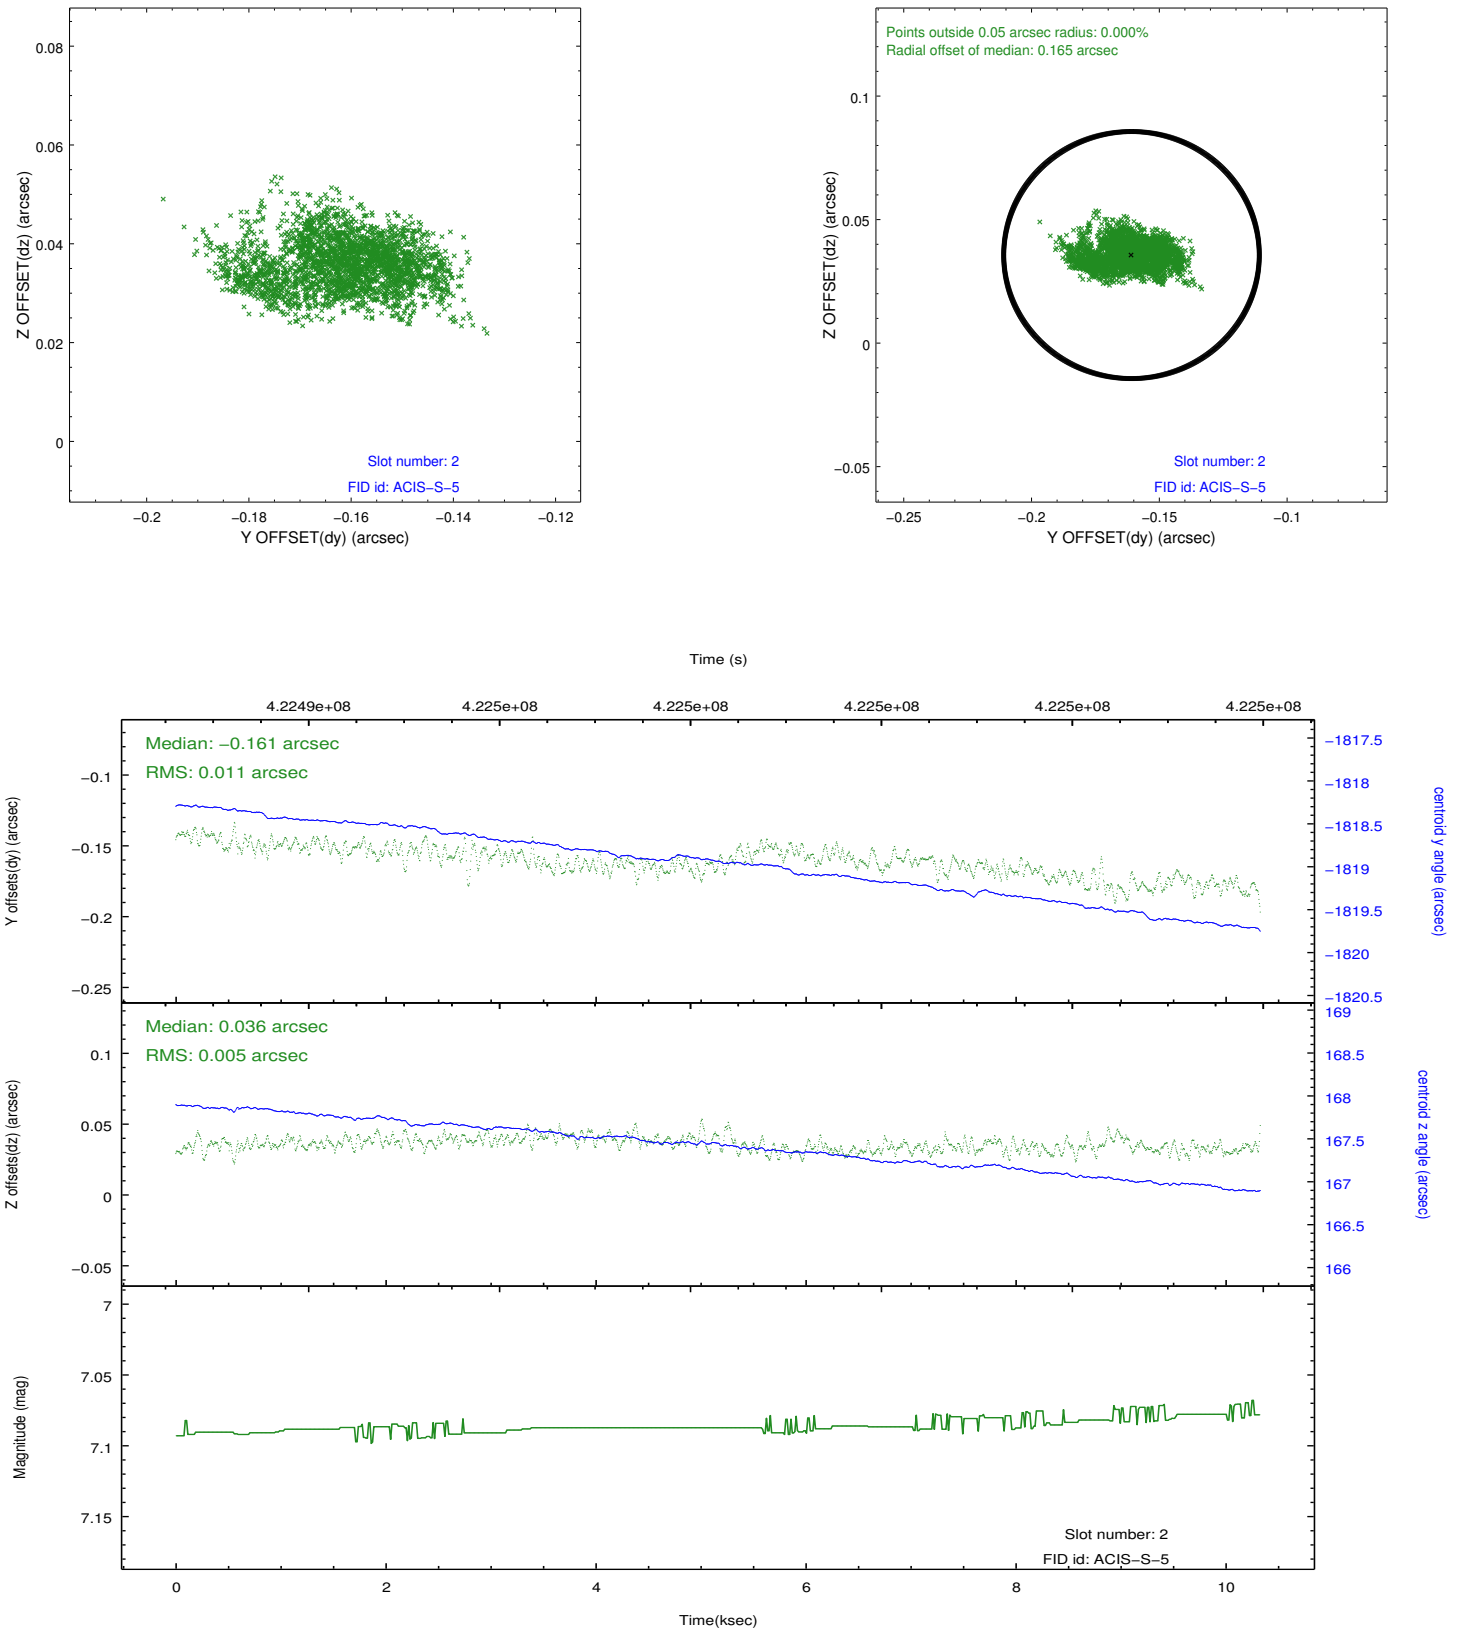 0.08
0.06
0.04
0.02
0
Z OFFSET(dz) (arcsec)
Slot number: 2
FID id: ACIS−S−5
−0.2
−0.18
−0.16
−0.14
−0.12
Y OFFSET(dy) (arcsec)
Points outside 0.05 arcsec radius: 0.000%
Radial offset of median: 0.165 arcsec
0.1
0.05
0
−0.05
Z OFFSET(dz) (arcsec)
Slot number: 2
FID id: ACIS−S−5
−0.25
−0.2
−0.15
−0.1
Y OFFSET(dy) (arcsec)
Time (s)
4.2249e+08
4.225e+08
4.225e+08
4.225e+08
4.225e+08
4.225e+08
Median: −0.161 arcsec
RMS: 0.011 arcsec
−0.1
−0.15
−0.2
−0.25
Y offsets(dy) (arcsec)
−1817.5
−1818
−1818.5
−1819
−1819.5
−1820
−1820.5
centroid y angle (arcsec)
Median: 0.036 arcsec
RMS: 0.005 arcsec
0.1
0.05
0
−0.05
Z offsets(dz) (arcsec)
169
168.5
168
167.5
167
166.5
166
centroid z angle (arcsec)
7
7.05
7.1
7.15
Magnitude (mag)
Slot number: 2
FID id: ACIS−S−5
0
2
4
6
8
10
Time(ksec)